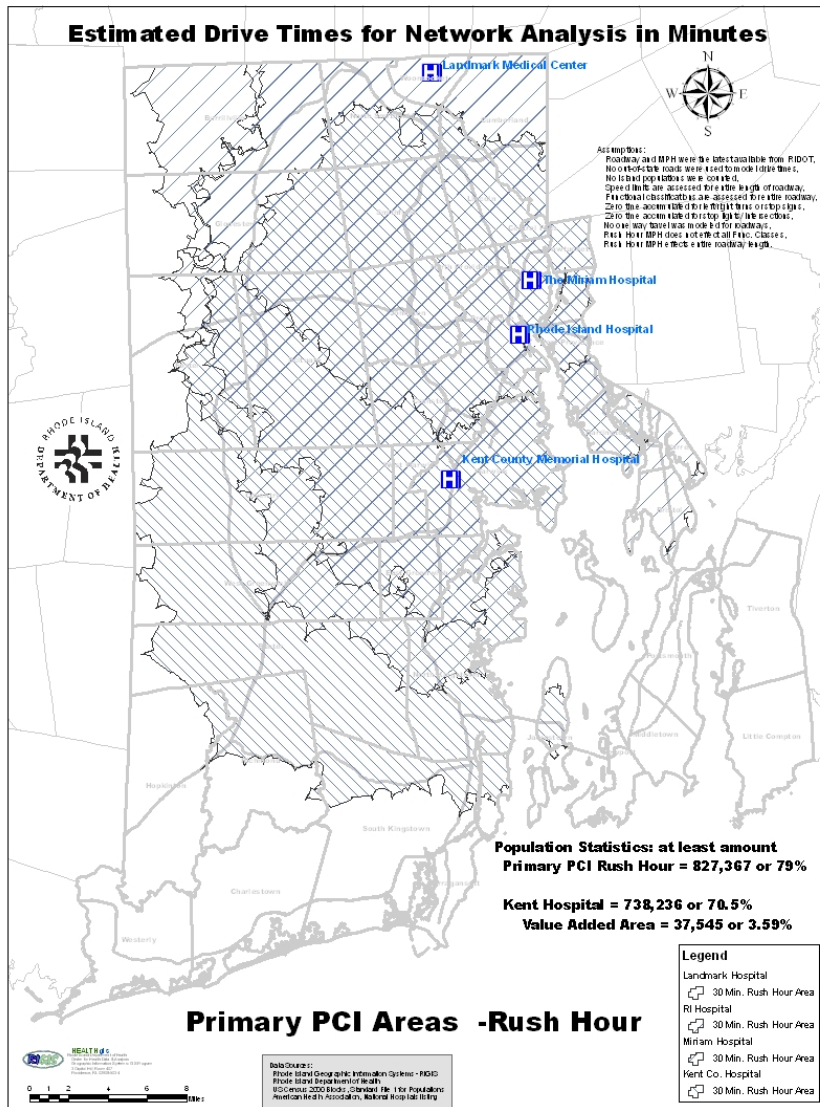 Estimated Drive Times for Network Analysis in Minutes
Landmark Medical Center
N
W E
S
Assumptions:
Roadway and MPH were the latest available from RIDOT,
No out-of-state roads were used to model drive times,
No island populations were counted,
Speed limits are assessed for entire length of roadway,
Functional classifications are assessed for entire roadway,
Zero time accumulated for left/right turns or stop signs,
Zero time accumulated for stop lights/ intersections,
No one way travel was modeled for roadways,
Rush Hour MPH does not effect all Func. Classes,
Rush Hour MPH effects entire roadway length,
The Miriam Hospital
Rhode Island Hospital
RHODE ISLAND
DEPARTMENT OF HEALTH
Kent County Memorial Hospital
Tiverton
Portsmouth
Middletown
Little Compton
Hopkinton
South Kingstown
Charlestown
Narragansett
Westerly
Population Statistics: at least amount
Primary PCI Rush Hour = 827,367 or 79%
Kent Hospital = 738,236 or 70.5%
Value Added Area = 37,545 or 3.59%
Legend
Landmark Hospital
30 Min. Rush Hour Area
RI Hospital
30 Min. Rush Hour Area
Miriam Hospital
30 Min. Rush Hour Area
Kent Co. Hospital
30 Min. Rush Hour Area
Primary PCI Areas -Rush Hour
HEALTH gis
Data Sources:
Rhode Island Geographic Information Systems - RIGIS
Rhode Island Department of Health
US Census 2000 Blocks, Standard File 1 for Populations
American Health Association, National Hospitals listing
0 1 2 4 6 8
Miles